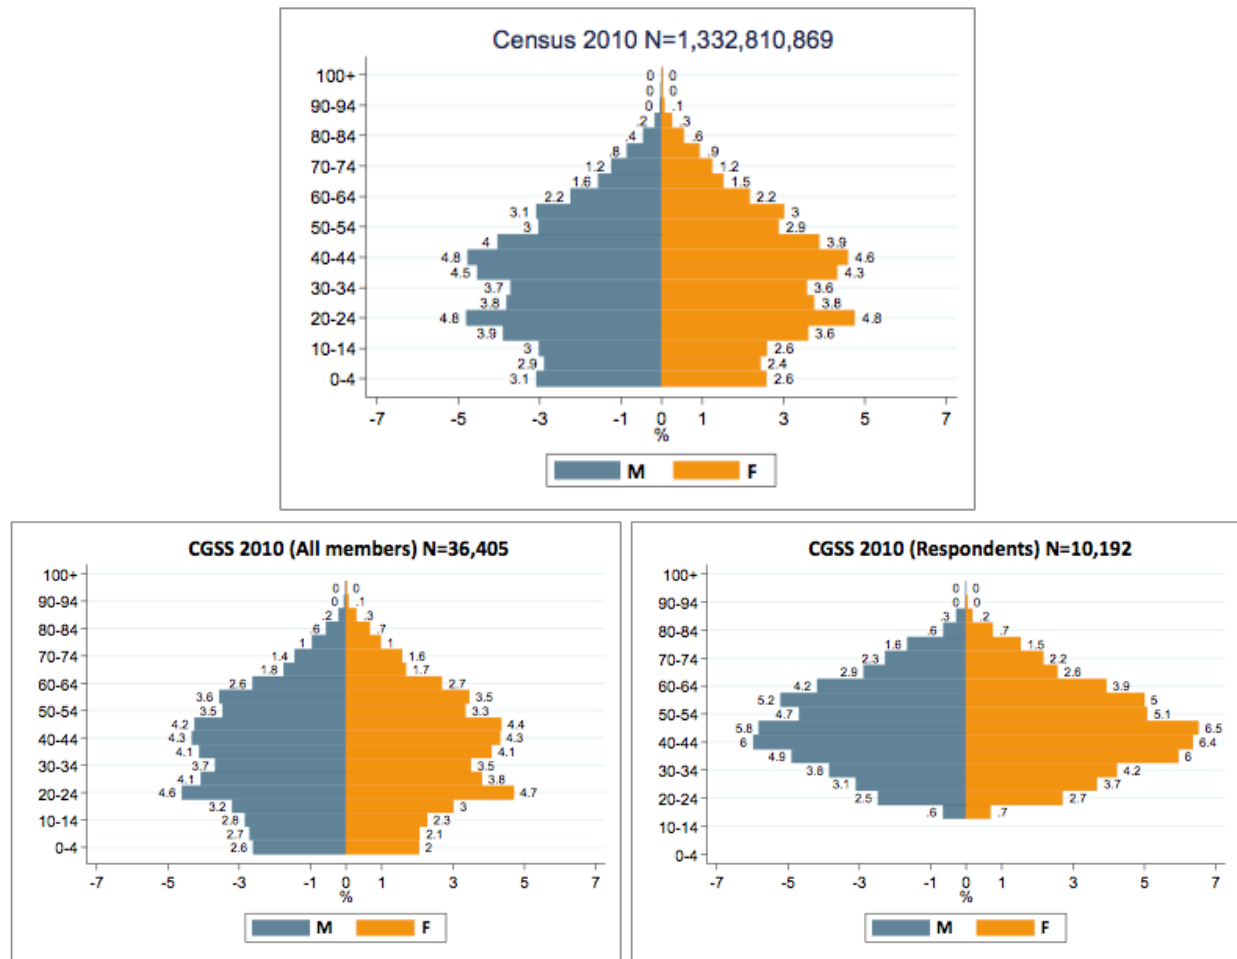 Census 2010 N=1,332,810,869
100+ 0 0
0 0
90-94 0 .1
.2 .3
80-84 .4 .6
.8 .9
70-74 1.2 1.2
1.6 1.5
60-64 2.2 2.2
3.1 3
50-54 3 2.9
4 3.9
40-44 4.8 4.6
4.5 4.3
30-34 3.7 3.6
3.8 3.8
20-24 4.8 4.8
3.9 3.6
10-14 3 2.6
2.9 2.4
0-4 3.1 2.6
-7 -5 -3 -1 0 1 3 5 7
%
M F
CGSS 2010 (All members) N=36,405
100+
0 0
90-94 0 .1
.2 .3
80-84 .6 .7
1 1
70-74 1.4 1.6
1.8 1.7
60-64 2.6 2.7
3.6 3.5
50-54 3.5 3.3
4.2 4.4
40-44 4.3 4.3
4.1 4.1
30-34 3.7 3.5
4.1 3.8
20-24 4.6 4.7
3.2 3
10-14 2.8 2.3
2.7 2.1
0-4 2.6 2
-7 -5 -3 -1 0 1 3 5 7
%
M F
CGSS 2010 (Respondents) N=10,192
100+
0 0
90-94 0 0
.3 .2
80-84 .6 .7
1.6 1.5
70-74 2.3 2.2
2.9 2.6
60-64 4.2 3.9
5.2 5
50-54 4.7 5.1
5.8 6.5
40-44 6 6.4
4.9 6
30-34 3.8 4.2
3.1 3.7
20-24 2.5 2.7
.6 .7
10-14
0-4
-7 -5 -3 -1 0 1 3 5 7
%
M F